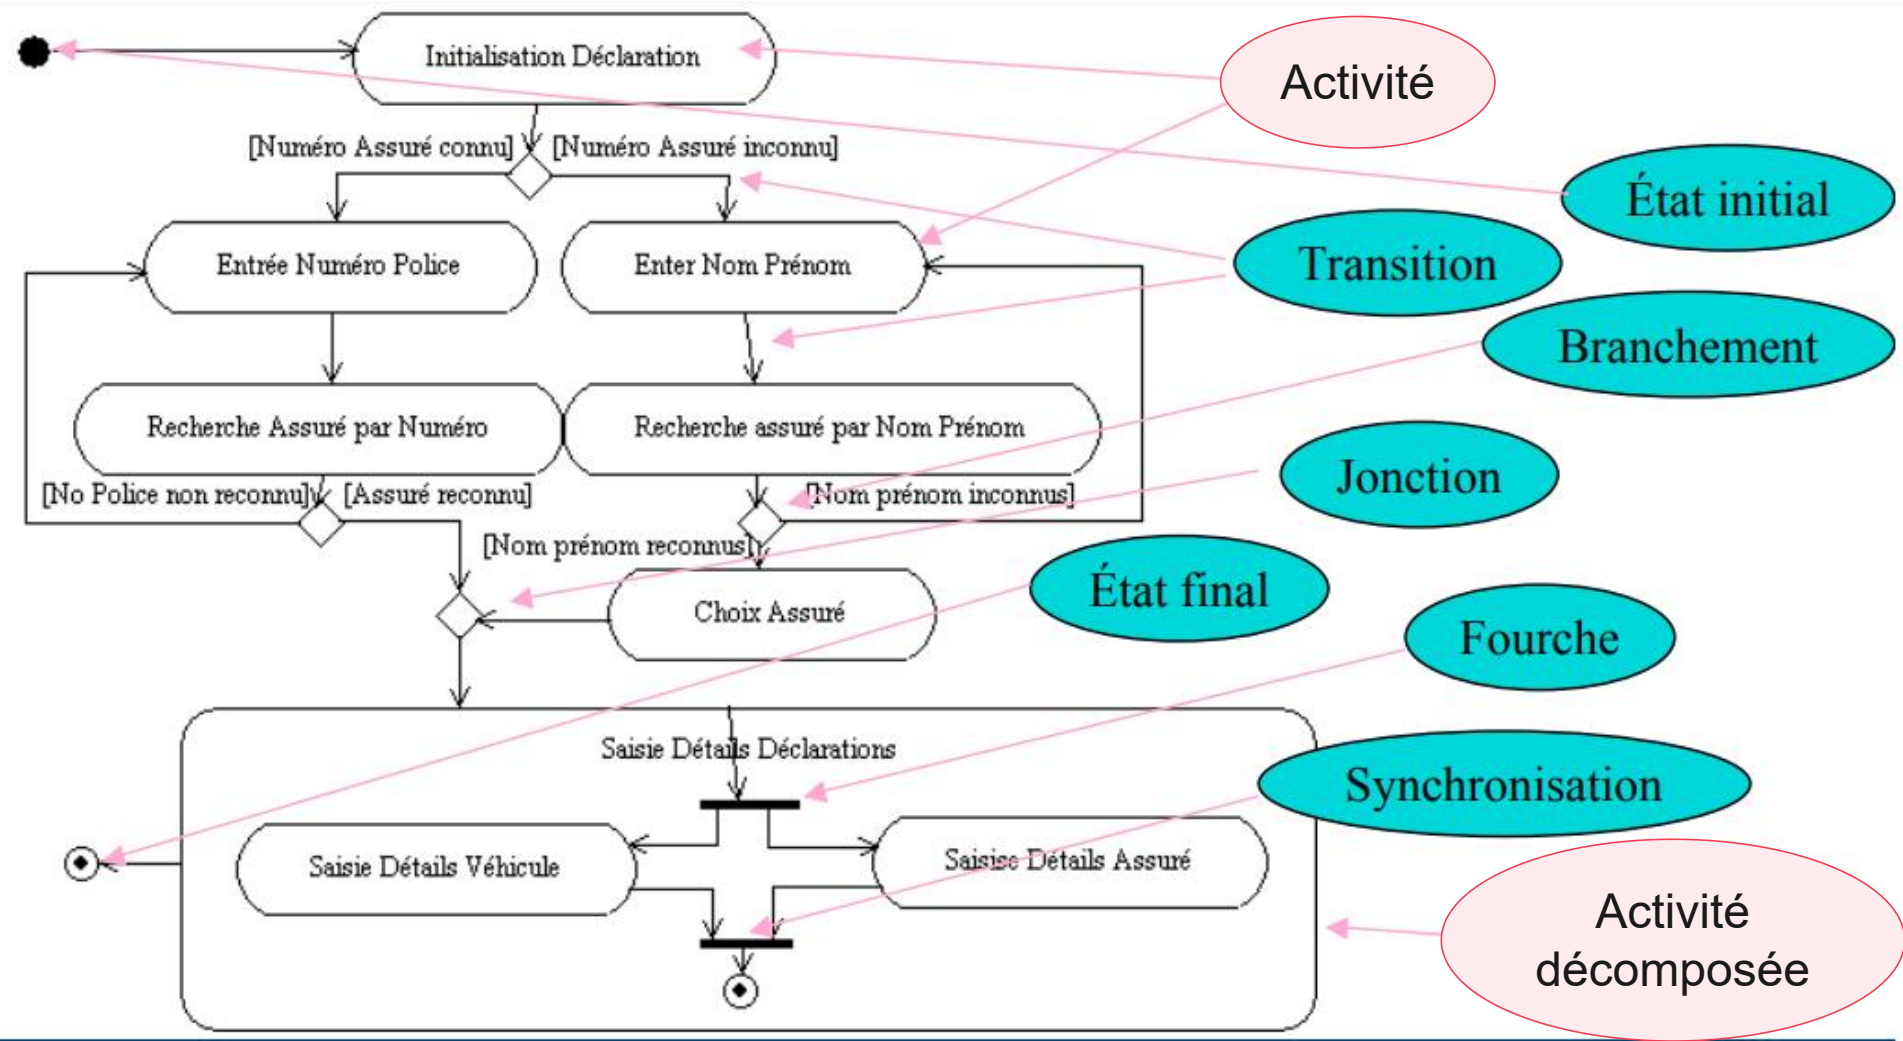 Initialisation Déclaration
Activité
[Numéro Assuré connu]
[Numéro Assuré inconnu]
État initial
Entrée Numéro Police
Enter Nom Prénom
Transition
Branchement
Recherche Assuré par Numéro
Recherche assuré par Nom Prénom
Jonction
[No Police non reconnu]
[Assuré reconnu]
[Nom prénom inconnus]
[Nom prénom reconnus]
État final
Choix Assuré
Fourche
Saisie Détails Déclarations
Synchronisation
Saisie Détails Véhicule
Saisise Détails Assuré
Activité
décomposée